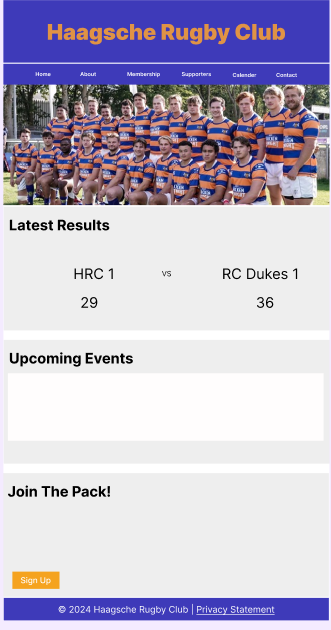 Haagsche Rugby Club
Home About Membership Supporters Calender Contact
Latest Results
HRC 1 vs RC Dukes 1
29 36
Upcoming Events
Join The Pack!
Sign Up
© 2024 Haagsche Rugby Club | Privacy Statement